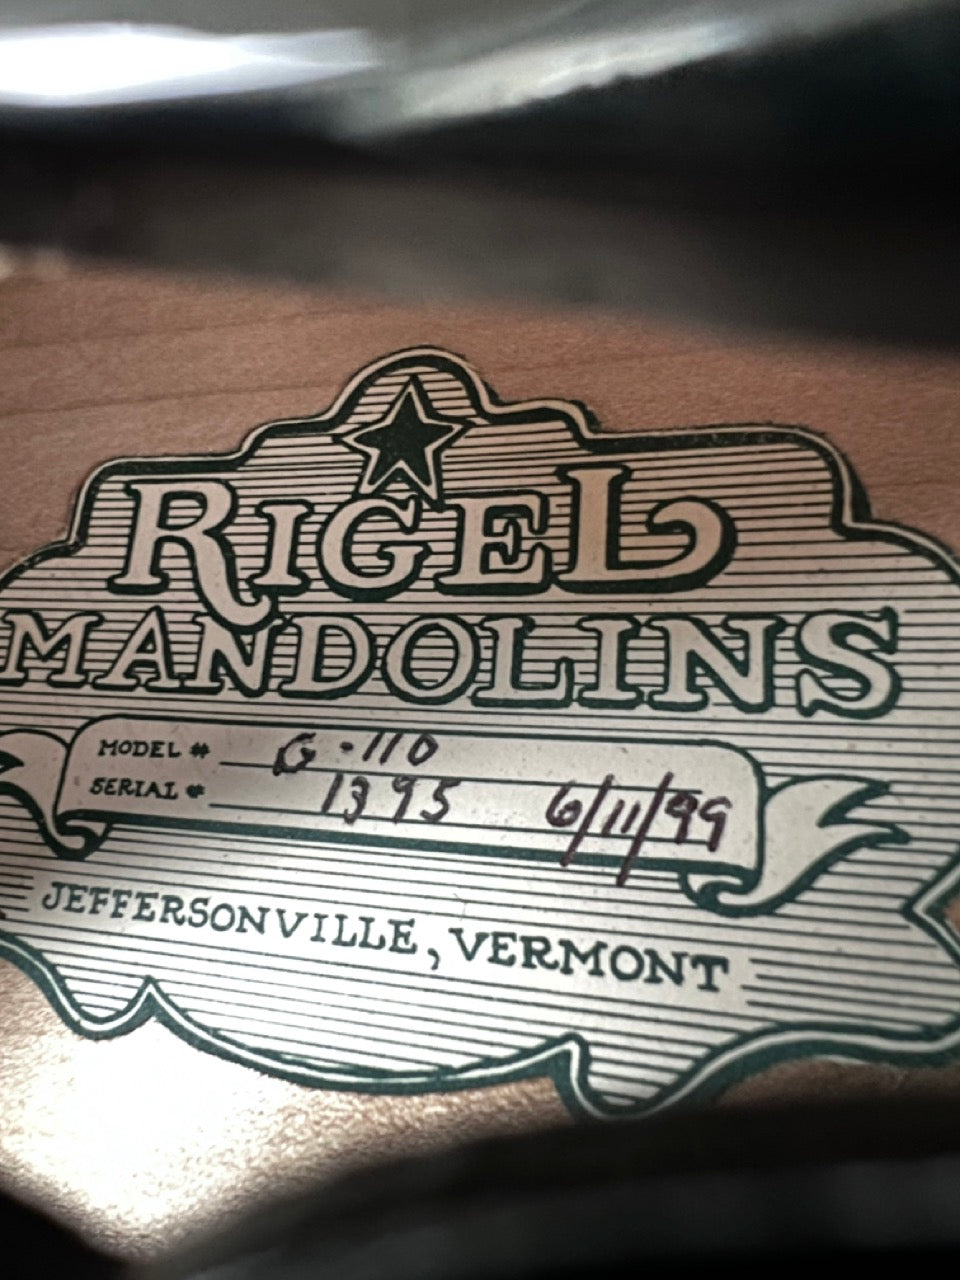 RIGEL
MANDOLINS
MODEL # G-110
SERIAL # 1395 6/11/99
JEFFERSONVILLE, VERMONT